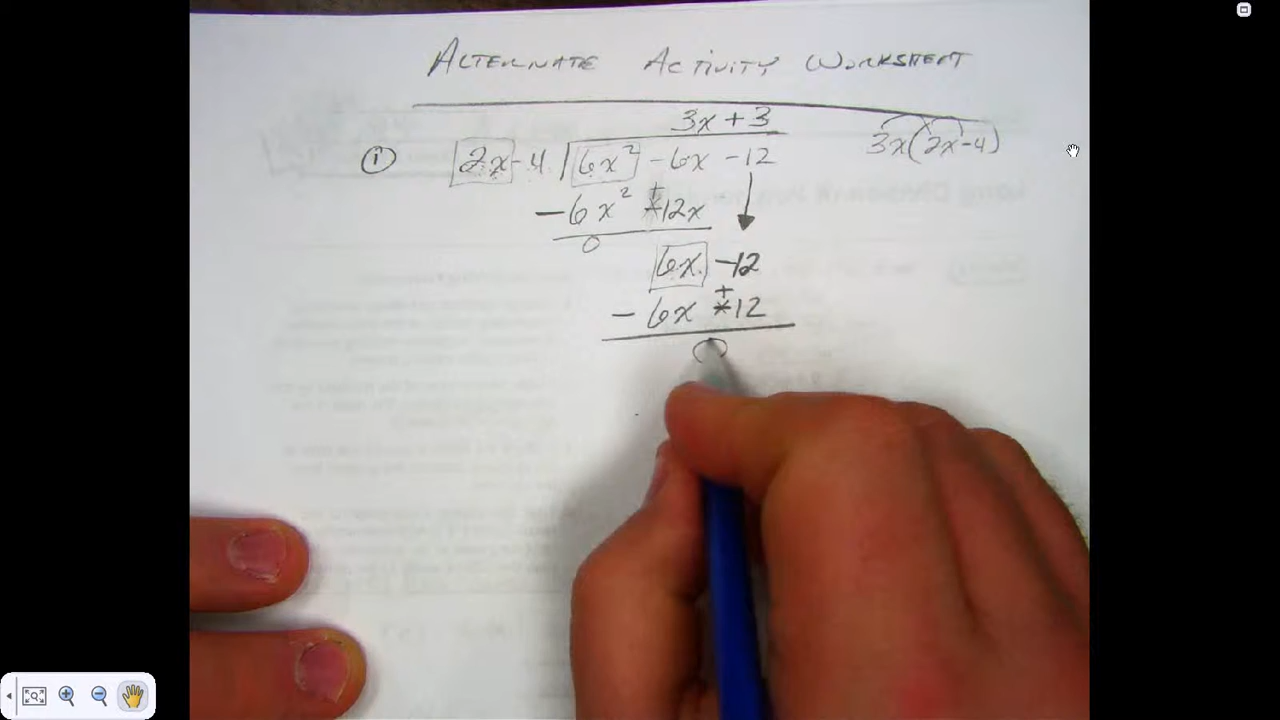 ALTERNATE ACTIVITY WORKSHEET
3x + 3
① 2x - 4 6x² - 6x - 12
3x(2x-4)
- 6x² + 12x
0
6x - 12
- 6x + 12
0